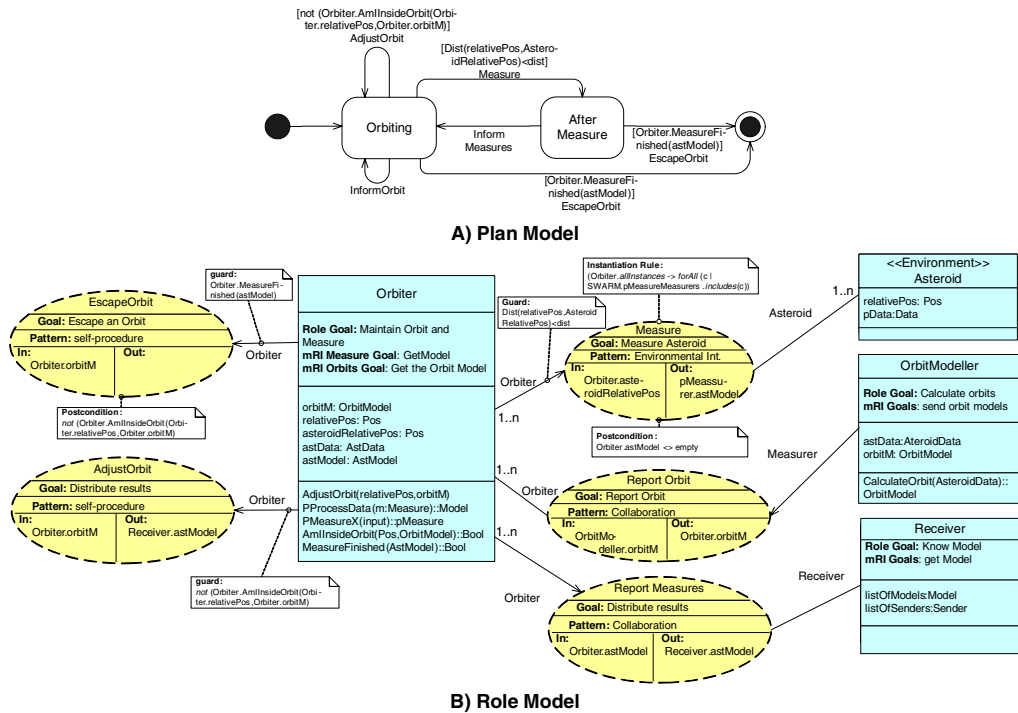 [not (Orbiter.AmIInsideOrbit(Orbi-
ter.relativePos,Orbiter.orbitM)]
AdjustOrbit
[Dist(relativePos,Astero-
idRelativePos)<dist]
Measure
Orbiting
After
Measure
Inform
Measures
[Orbiter.MeasureFi-
nished(astModel)]
EscapeOrbit
InformOrbit
[Orbiter.MeasureFi-
nished(astModel)]
EscapeOrbit
A) Plan Model
EscapeOrbit
Goal: Escape an Orbit
Pattern: self-procedure
In:
Orbiter.orbitM
Out:
guard:
Orbiter.MeasureFi-
nished (astModel)
Orbiter
Postcondition:
not (Orbiter.AmIInsideOrbit(Orbi-
ter.relativePos,Orbiter.orbitM)
AdjustOrbit
Goal: Distribute results
Pattern: self-procedure
In:
Orbiter.orbitM
Out:
Receiver.astModel
Orbiter
guard:
not (Orbiter.AmIInsideOrbit(Orbi-
ter.relativePos,Orbiter.orbitM)
Orbiter
Role Goal: Maintain Orbit and
Measure
mRI Measure Goal: GetModel
mRI Orbits Goal: Get the Orbit Model
orbitM: OrbitModel
relativePos: Pos
asteroidRelativePos: Pos
astData: AstData
astModel: AstModel
AdjustOrbit(relativePos,orbitM)
PProcessData(m:Measure)::Model
PMeasureX(input)::pMeasure
AmIInsideOrbit(Pos,OrbitModel)::Bool
MeasureFinished(AstModel)::Bool
Instantiation Rule:
(Orbiter.allInstances -> forAll (c |
SWARM.pMeasureMeasurers .includes(c))
Guard:
Dist(relativePos,Asteroid
RelativePos)<dist
Orbiter
1..n
Measure
Goal: Measure Asteroid
Pattern: Environmental Int.
In:
Orbiter.aste-
roidRelativePos
Out:
pMeassu-
rer.astModel
Asteroid
1..n
Postcondition:
Orbiter.astModel <> empty
1..n
Orbiter
Report Orbit
Goal: Report Orbit
Pattern: Collaboration
In:
OrbitMo-
deller.orbitM
Out:
Orbiter.orbitM
Measurer
1..n
Orbiter
Report Measures
Goal: Distribute results
Pattern: Collaboration
In:
Orbiter.astModel
Out:
Receiver.astModel
Receiver
<<Environment>>
Asteroid
relativePos: Pos
pData:Data
OrbitModeller
Role Goal: Calculate orbits
mRI Goals: send orbit models
astData:AteroidData
orbitM: OrbitModel
CalculateOrbit(AsteroidData)::
OrbitModel
Receiver
Role Goal: Know Model
mRI Goals: get Model
listOfModels:Model
listOfSenders:Sender
B) Role Model